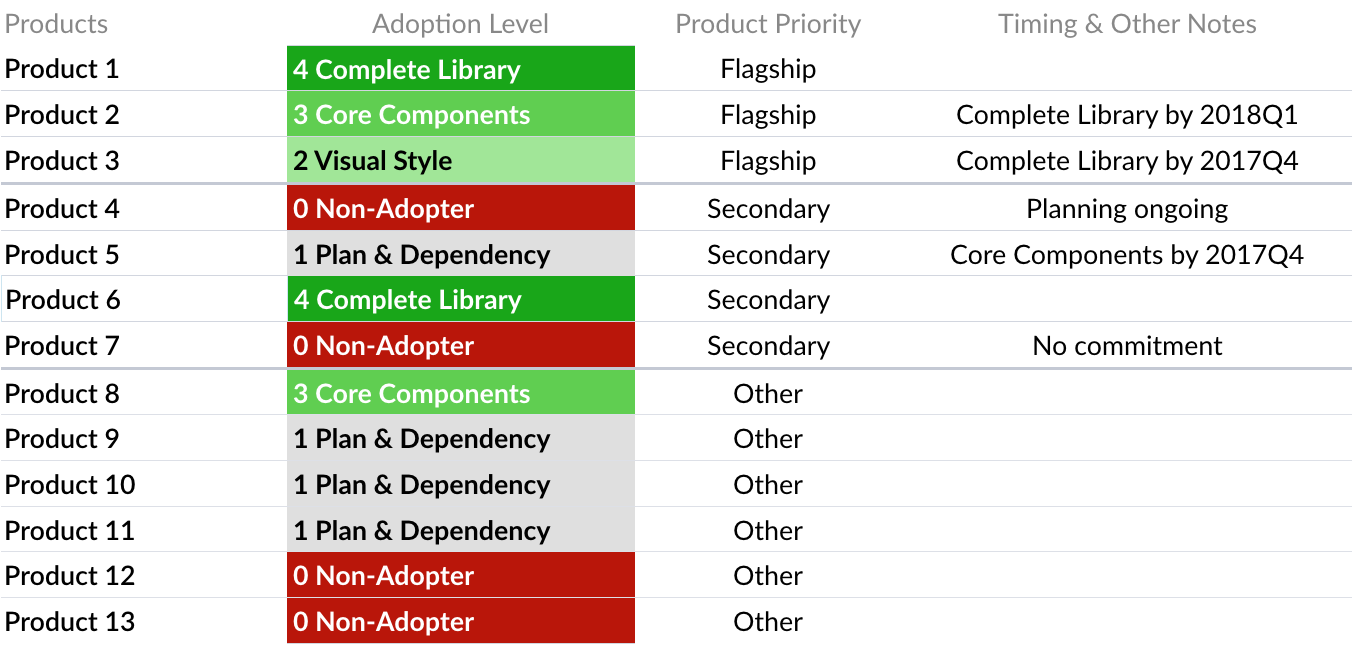 Products Adoption Level Product Priority Timing & Other Notes
Product 1 4 Complete Library Flagship
Product 2 3 Core Components Flagship Complete Library by 2018Q1
Product 3 2 Visual Style Flagship Complete Library by 2017Q4
Product 4 0 Non-Adopter Secondary Planning ongoing
Product 5 1 Plan & Dependency Secondary Core Components by 2017Q4
Product 6 4 Complete Library Secondary
Product 7 0 Non-Adopter Secondary No commitment
Product 8 3 Core Components Other
Product 9 1 Plan & Dependency Other
Product 10 1 Plan & Dependency Other
Product 11 1 Plan & Dependency Other
Product 12 0 Non-Adopter Other
Product 13 0 Non-Adopter Other